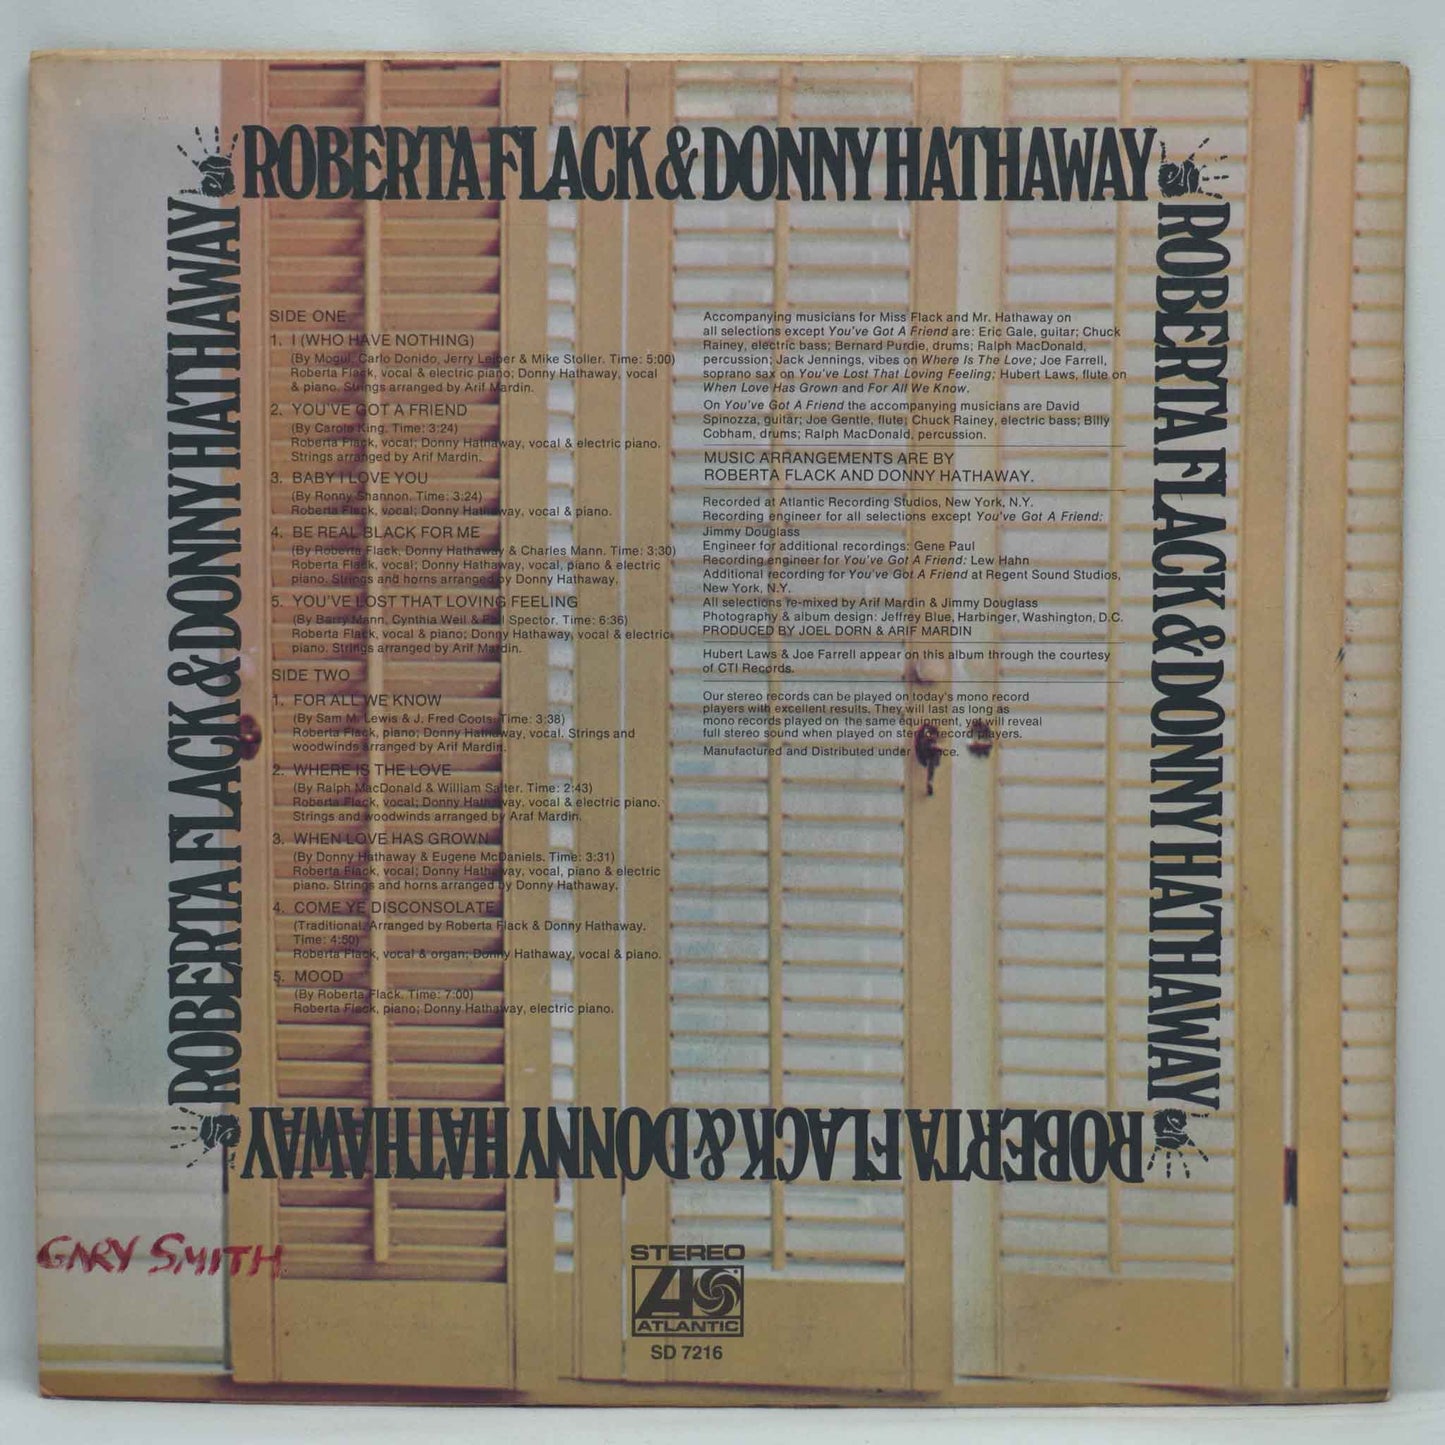 ROBERTA FLACK & DONNY HATHAWAY
ROBERTA FLACK & DONNY HATHAWAY
ROBERTA FLACK & DONNY HATHAWAY
ROBERTA FLACK & DONNY HATHAWAY
SIDE ONE
1. I (WHO HAVE NOTHING)
(By Mogul, Carlo Donido, Jerry Leiber & Mike Stoller. Time: 5:00)
Roberta Flack, vocal & electric piano; Donny Hathaway, vocal
& piano. Strings arranged by Arif Mardin.
2. YOU'VE GOT A FRIEND
(By Carole King. Time: 3:24)
Roberta Flack, vocal; Donny Hathaway, vocal & electric piano.
Strings arranged by Arif Mardin.
3. BABY I LOVE YOU
(By Ronny Shannon. Time: 3:24)
Roberta Flack, vocal; Donny Hathaway, vocal & piano.
4. BE REAL BLACK FOR ME
(By Roberta Flack, Donny Hathaway & Charles Mann. Time: 3:30)
Roberta Flack, vocal; Donny Hathaway, vocal, piano & electric
piano. Strings and horns arranged by Donny Hathaway.
5. YOU'VE LOST THAT LOVING FEELING
(By Barry Mann, Cynthia Weil & Phil Spector. Time: 6:36)
Roberta Flack, vocal & piano; Donny Hathaway, vocal & electric
piano. Strings arranged by Arif Mardin.
SIDE TWO
1. FOR ALL WE KNOW
(By Sam M. Lewis & J. Fred Coots. Time: 3:38)
Roberta Flack, piano; Donny Hathaway, vocal. Strings and
woodwinds arranged by Arif Mardin.
2. WHERE IS THE LOVE
(By Ralph MacDonald & William Salter. Time: 2:43)
Roberta Flack, vocal; Donny Hathaway, vocal & electric piano.
Strings and woodwinds arranged by Araf Mardin.
3. WHEN LOVE HAS GROWN
(By Donny Hathaway & Eugene McDaniels. Time: 3:31)
Roberta Flack, vocal; Donny Hathaway, vocal, piano & electric
piano. Strings and horns arranged by Donny Hathaway.
4. COME YE DISCONSOLATE
(Traditional. Arranged by Roberta Flack & Donny Hathaway.
Time: 4:50)
Roberta Flack, vocal & organ; Donny Hathaway, vocal & piano.
5. MOOD
(By Roberta Flack. Time: 7:00)
Roberta Flack, piano; Donny Hathaway, electric piano.
Accompanying musicians for Miss Flack and Mr. Hathaway on
all selections except You've Got A Friend are: Eric Gale, guitar; Chuck
Rainey, electric bass; Bernard Purdie, drums; Ralph MacDonald,
percussion; Jack Jennings, vibes on Where Is The Love; Joe Farrell,
soprano sax on You've Lost That Loving Feeling; Hubert Laws, flute on
When Love Has Grown and For All We Know.
On You've Got A Friend the accompanying musicians are David
Spinozza, guitar; Joe Gentle, flute; Chuck Rainey, electric bass; Billy
Cobham, drums; Ralph MacDonald, percussion.
MUSIC ARRANGEMENTS ARE BY
ROBERTA FLACK AND DONNY HATHAWAY.
Recorded at Atlantic Recording Studios, New York, N.Y.
Recording engineer for all selections except You've Got A Friend:
Jimmy Douglass
Engineer for additional recordings: Gene Paul
Recording engineer for You've Got A Friend: Lew Hahn
Additional recording for You've Got A Friend at Regent Sound Studios,
New York, N.Y.
All selections re-mixed by Arif Mardin & Jimmy Douglass
Photography & album design: Jeffrey Blue, Harbinger, Washington, D.C.
PRODUCED BY JOEL DORN & ARIF MARDIN
Hubert Laws & Joe Farrell appear on this album through the courtesy
of CTI Records.
Our stereo records can be played on today's mono record
players with excellent results. They will last as long as
mono records played on the same equipment, yet will reveal
full stereo sound when played on stereo record players.
Manufactured and Distributed under licence.
GARY SMITH
STEREO
ATLANTIC
SD 7216